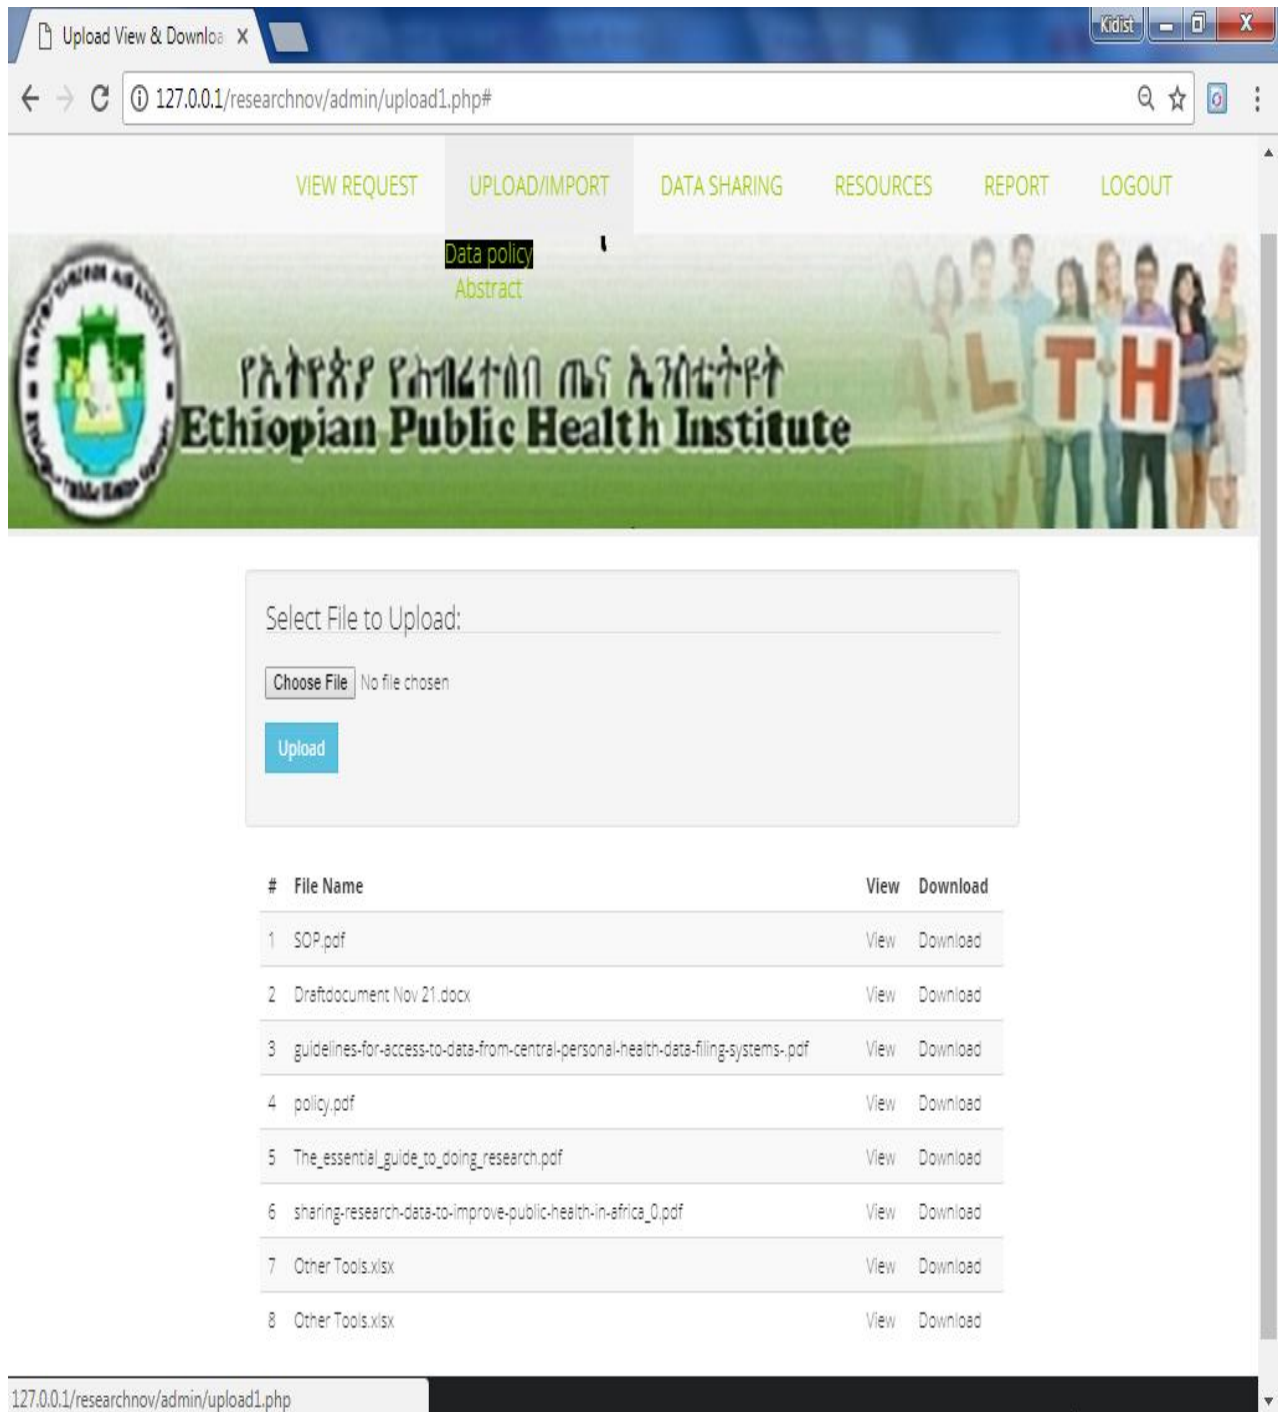 Upload View & Downloa
Kidist
127.0.0.1/researchnov/admin/upload1.php#
VIEW REQUEST UPLOAD/IMPORT DATA SHARING RESOURCES REPORT LOGOUT
Data policy
Abstract
የኢትዮጵያ የሕብረተሰብ ጤና ኢንስቲትዩት
Ethiopian Public Health Institute
L T H
Select File to Upload:
Choose File No file chosen
Upload
# File Name View Download
1 SOP.pdf View Download
2 Draftdocument Nov 21.docx View Download
3 guidelines-for-access-to-data-from-central-personal-health-data-filing-systems-.pdf View Download
4 policy.pdf View Download
5 The_essential_guide_to_doing_research.pdf View Download
6 sharing-research-data-to-improve-public-health-in-africa_0.pdf View Download
7 Other Tools.xlsx View Download
8 Other Tools.xlsx View Download
127.0.0.1/researchnov/admin/upload1.php